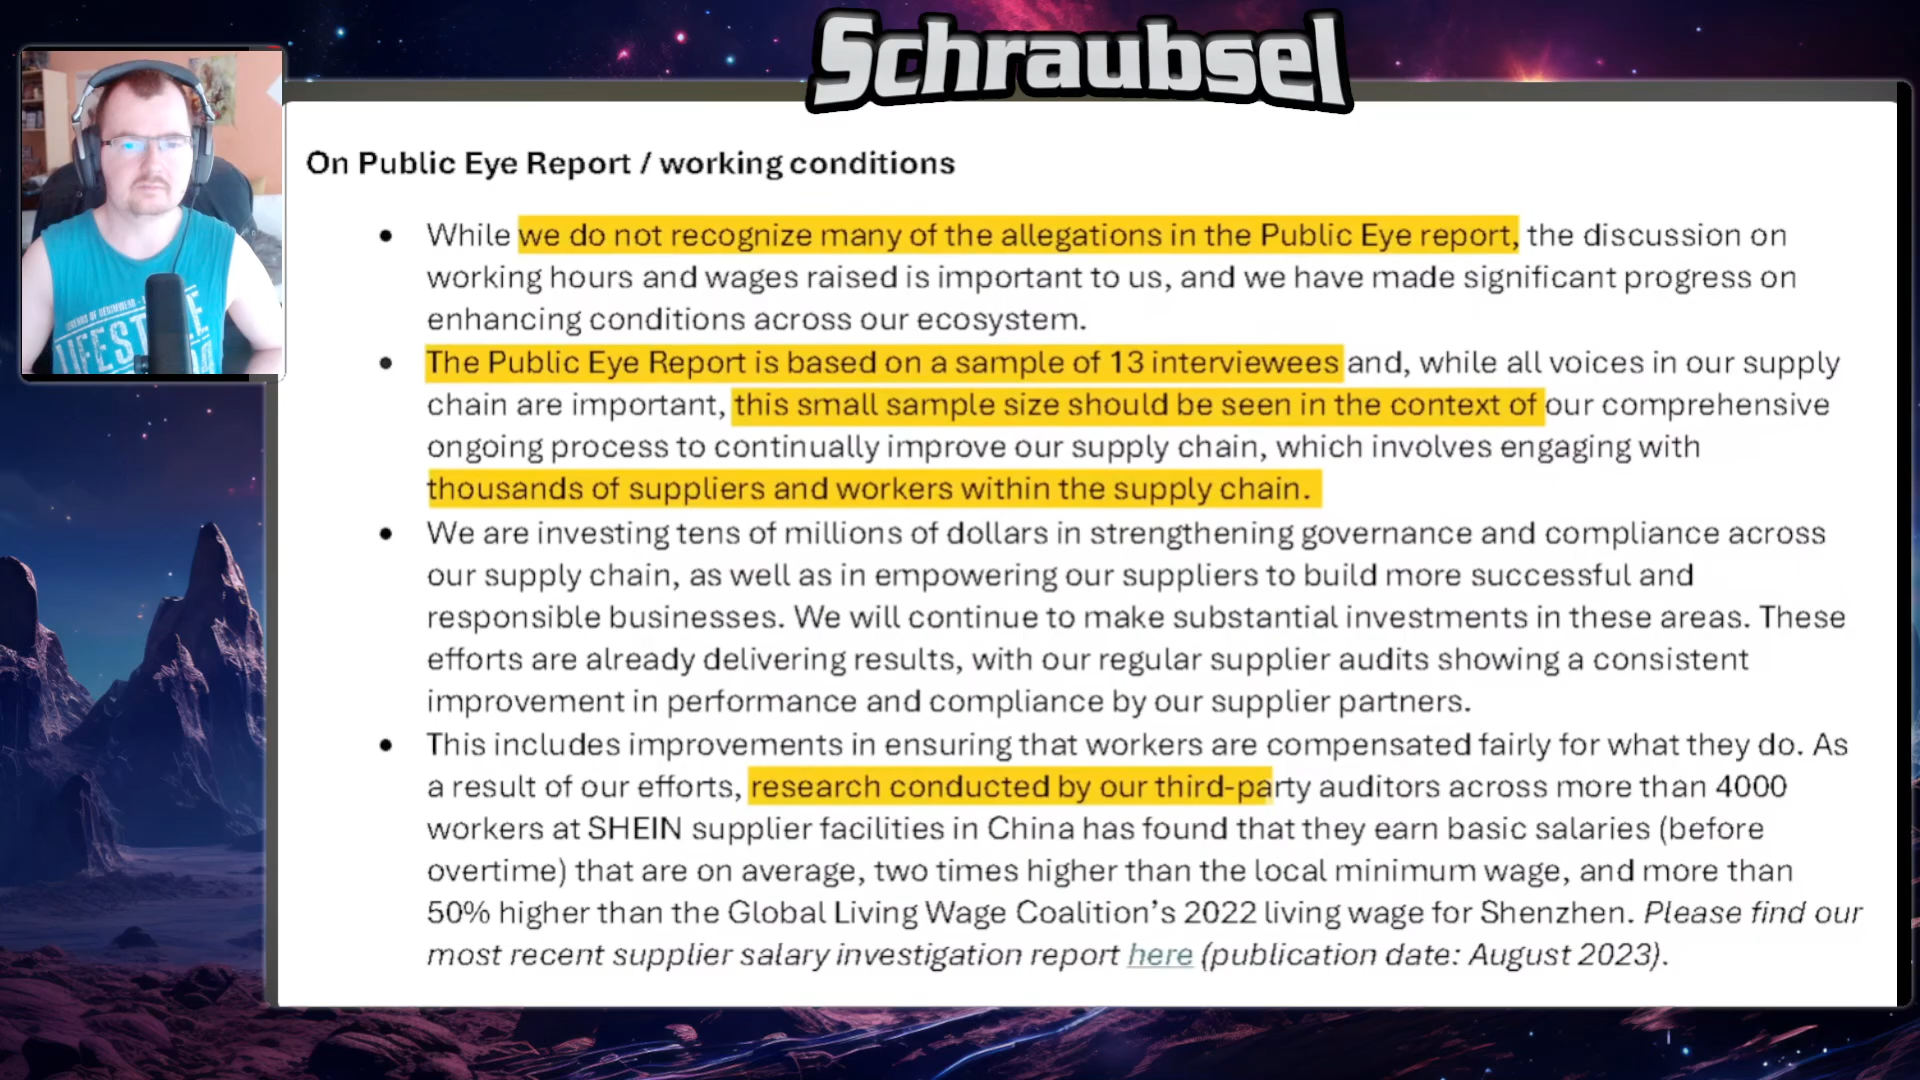 Schraubsel
On Public Eye Report / working conditions
• While we do not recognize many of the allegations in the Public Eye report, the discussion on
working hours and wages raised is important to us, and we have made significant progress on
enhancing conditions across our ecosystem.
• The Public Eye Report is based on a sample of 13 interviewees and, while all voices in our supply
chain are important, this small sample size should be seen in the context of our comprehensive
ongoing process to continually improve our supply chain, which involves engaging with
thousands of suppliers and workers within the supply chain.
• We are investing tens of millions of dollars in strengthening governance and compliance across
our supply chain, as well as in empowering our suppliers to build more successful and
responsible businesses. We will continue to make substantial investments in these areas. These
efforts are already delivering results, with our regular supplier audits showing a consistent
improvement in performance and compliance by our supplier partners.
• This includes improvements in ensuring that workers are compensated fairly for what they do. As
a result of our efforts, research conducted by our third-party auditors across more than 4000
workers at SHEIN supplier facilities in China has found that they earn basic salaries (before
overtime) that are on average, two times higher than the local minimum wage, and more than
50% higher than the Global Living Wage Coalition's 2022 living wage for Shenzhen. Please find our
most recent supplier salary investigation report here (publication date: August 2023).